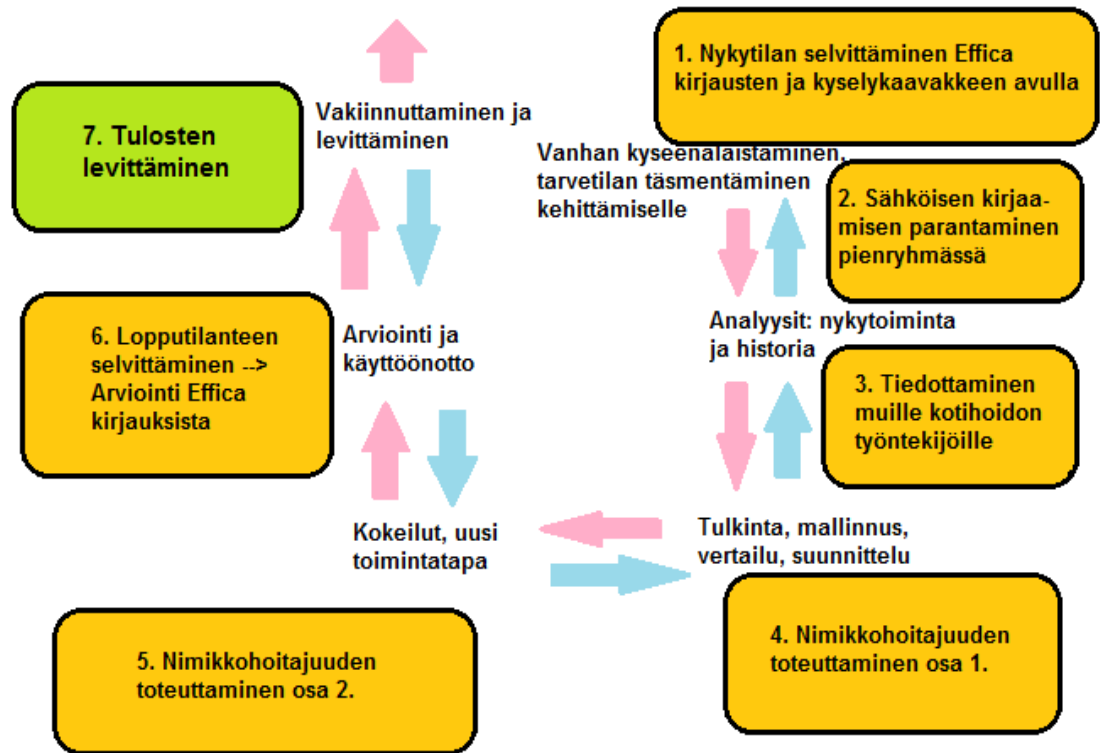 1. Nykytilan selvittäminen Effica
kirjausten ja kyselykaavakkeen avulla
Vanhan kyseenalaistaminen,
tarvetilan täsmentäminen
kehittämiselle
2. Sähköisen kirjaa-
misen parantaminen
pienryhmässä
Analyysit: nykytoiminta
ja historia
3. Tiedottaminen
muille kotihoidon
työntekijöille
Tulkinta, mallinnus,
vertailu, suunnittelu
4. Nimikkohoitajuuden
toteuttaminen osa 1.
Kokeilut, uusi
toimintatapa
5. Nimikkohoitajuuden
toteuttaminen osa 2.
Arviointi ja
käyttöönotto
6. Lopputilanteen
selvittäminen -->
Arviointi Effica
kirjauksista
Vakiinnuttaminen ja
levittäminen
7. Tulosten
levittäminen